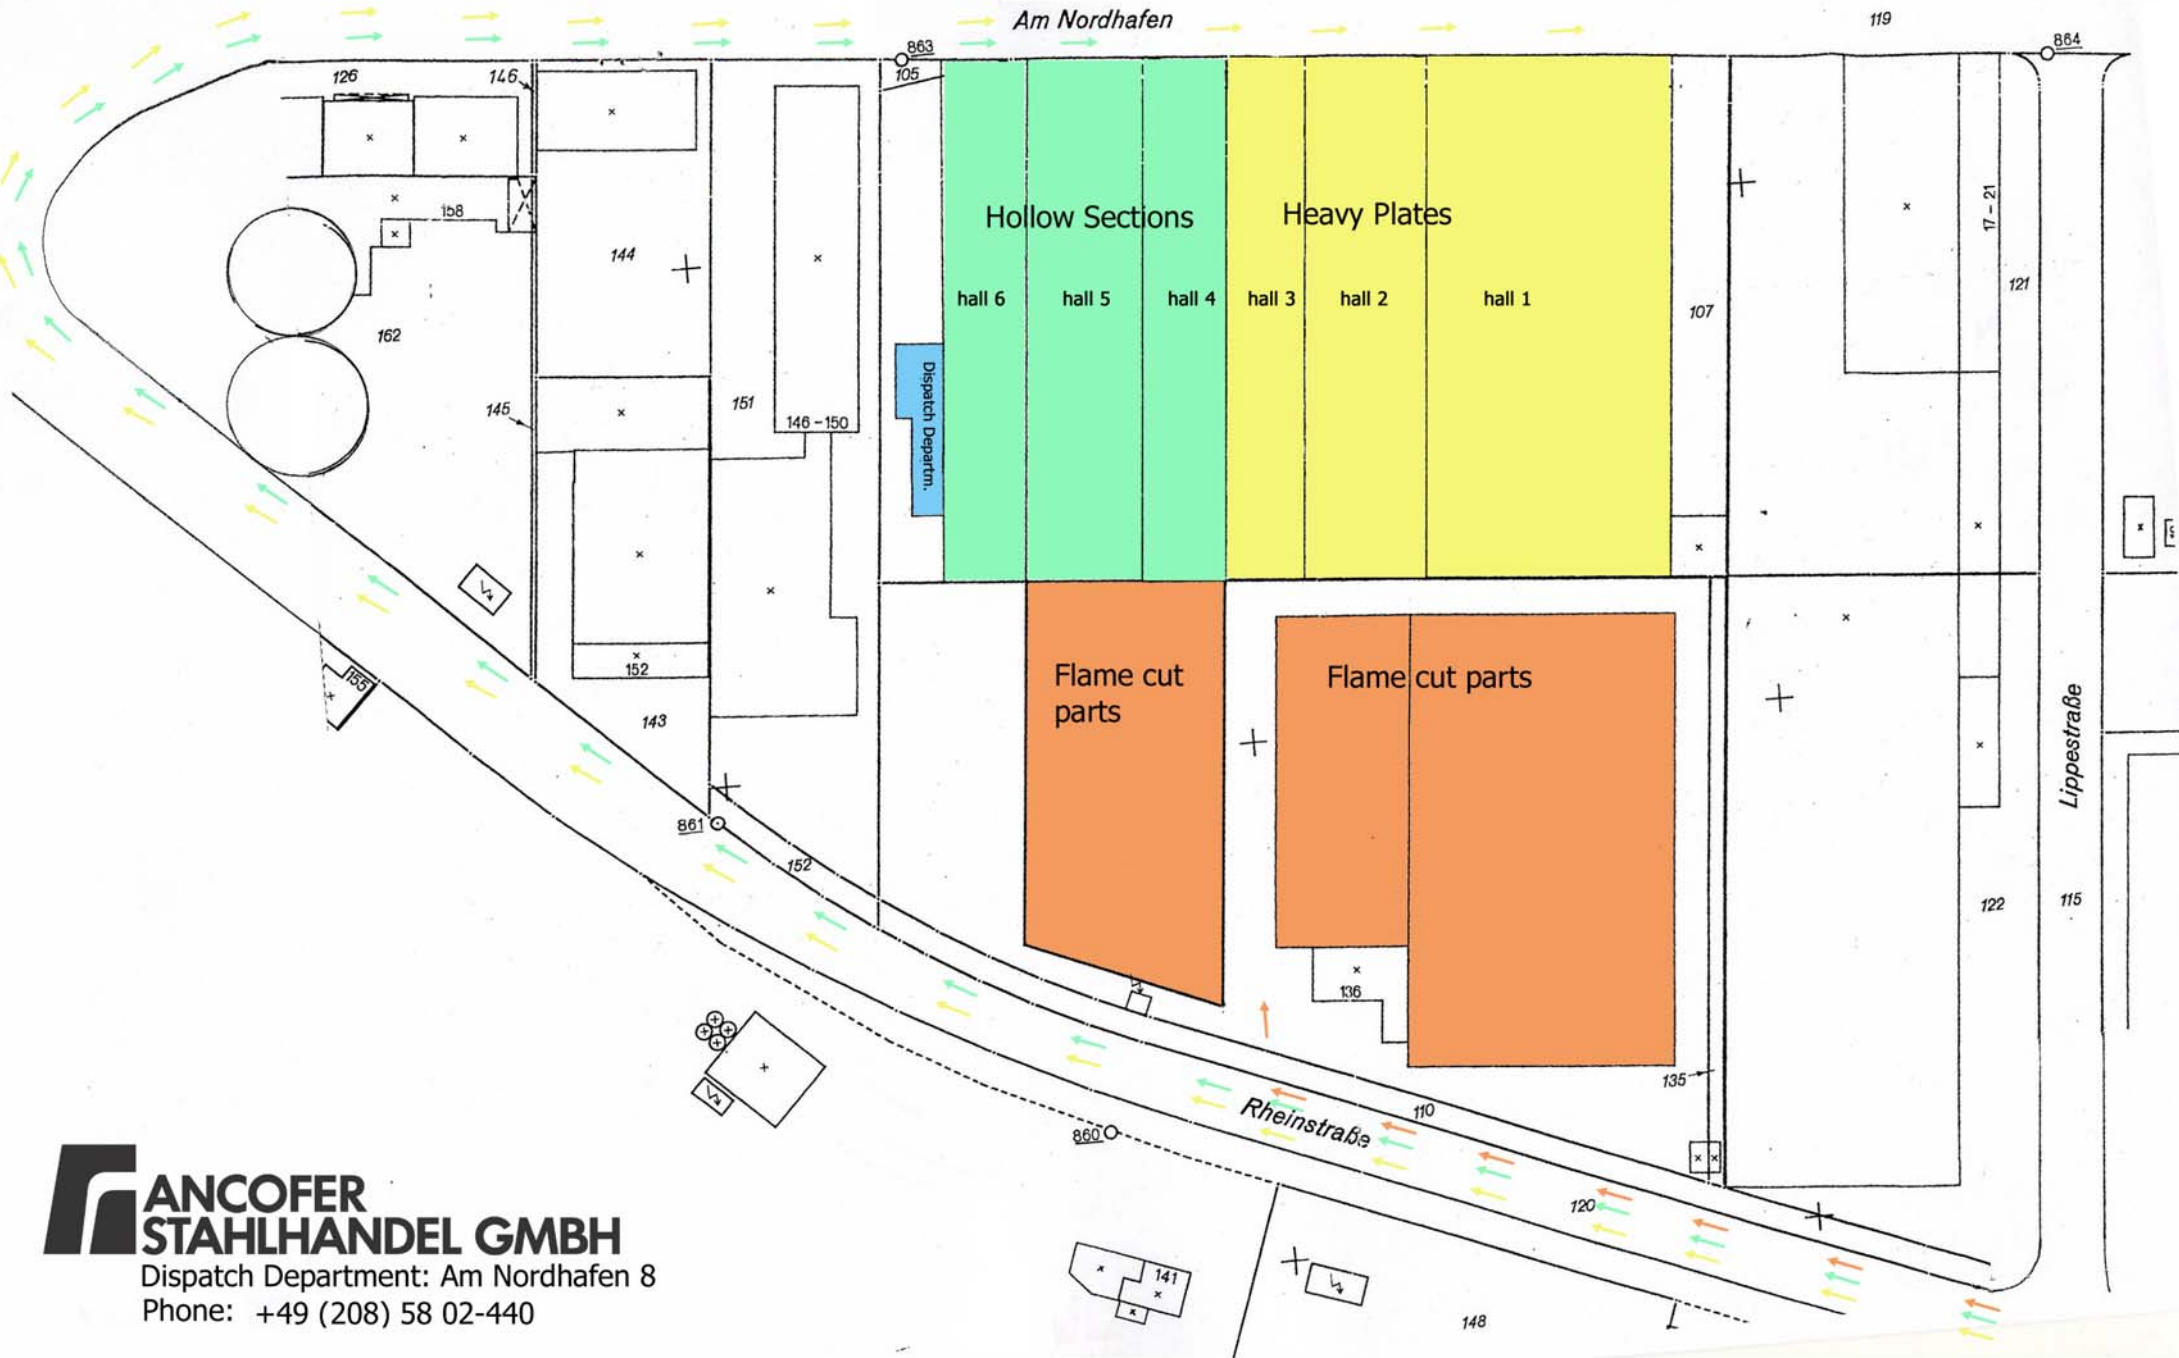 Am Nordhafen
119
863
864
105
126
146
158
144
162
145
151
146-150
152
143
155
Hollow Sections
Heavy Plates
hall 6
hall 5
hall 4
hall 3
hall 2
hall 1
Dispatch Departm.
107
17-21
121
Flame cut
parts
Flame cut parts
Lippestraße
861
152
136
122
115
135
860
Rheinstraße
110
120
141
148
ANCOFER
STAHLHANDEL GMBH
Dispatch Department: Am Nordhafen 8
Phone: +49 (208) 58 02-440